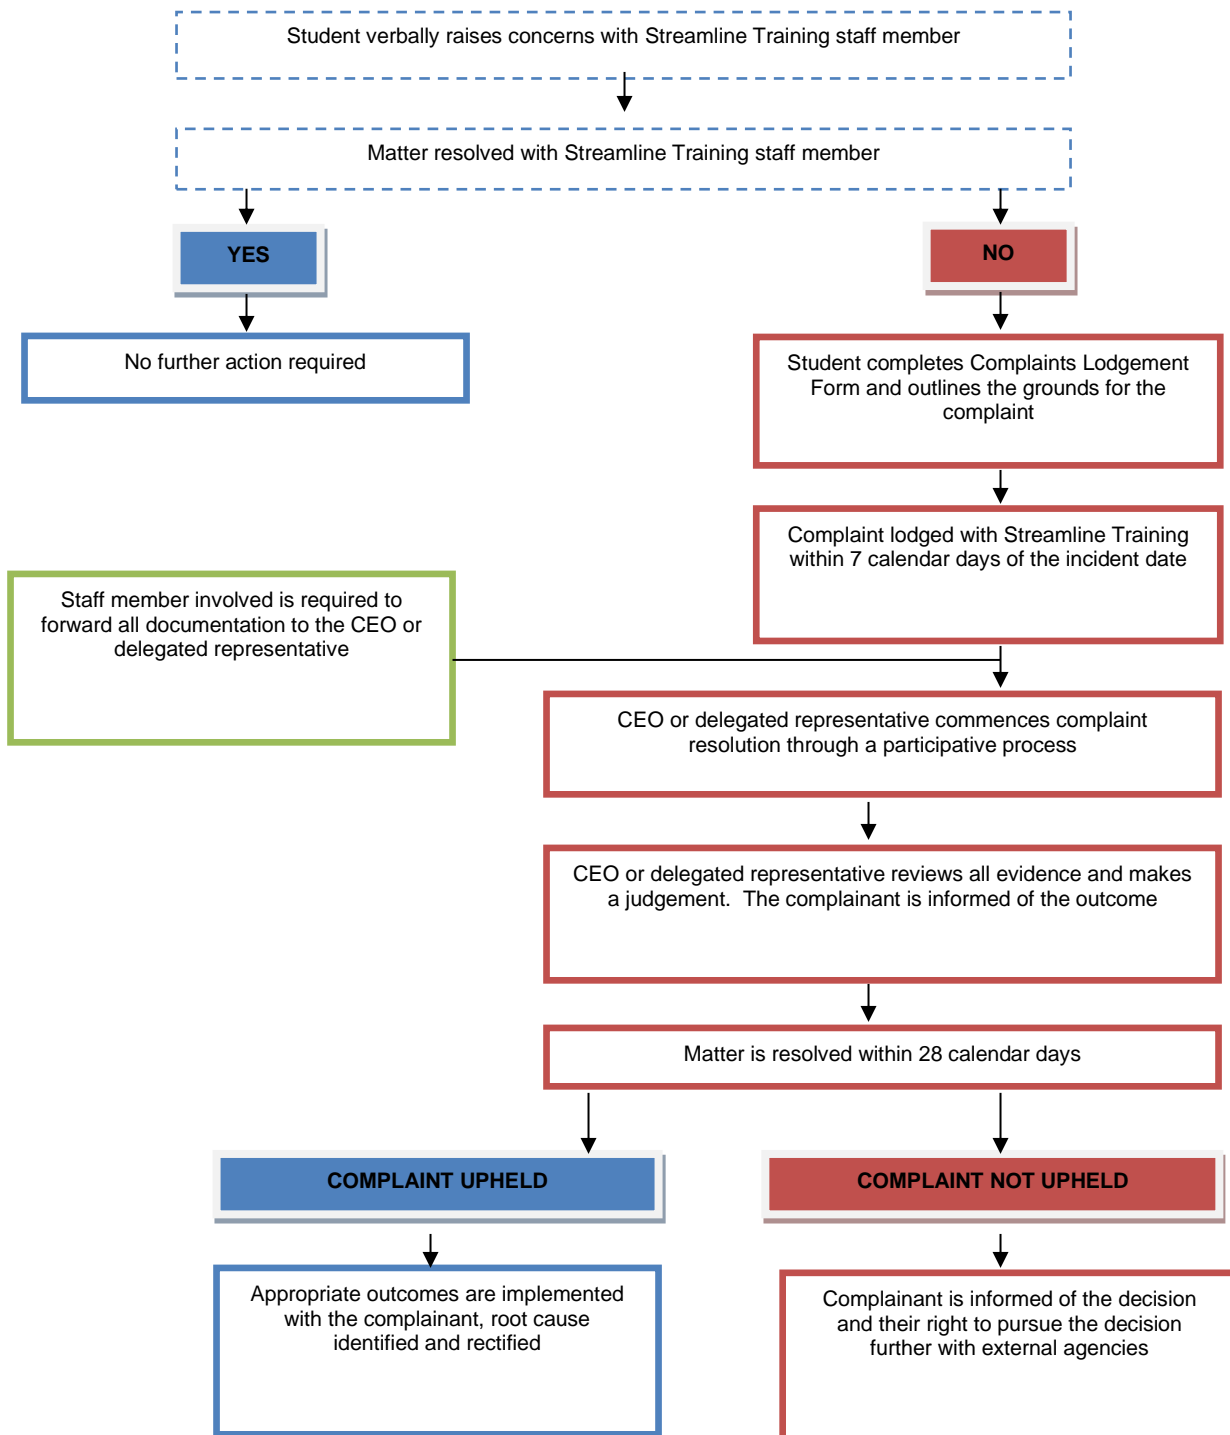 Student verbally raises concerns with Streamline Training staff member
Matter resolved with Streamline Training staff member
YES
NO
No further action required
Student completes Complaints Lodgement
Form and outlines the grounds for the
complaint
Complaint lodged with Streamline Training
within 7 calendar days of the incident date
Staff member involved is required to
forward all documentation to the CEO or
delegated representative
CEO or delegated representative commences complaint
resolution through a participative process
CEO or delegated representative reviews all evidence and makes
a judgement.  The complainant is informed of the outcome
Matter is resolved within 28 calendar days
COMPLAINT UPHELD
COMPLAINT NOT UPHELD
Appropriate outcomes are implemented
with the complainant, root cause
identified and rectified
Complainant is informed of the decision
and their right to pursue the decision
further with external agencies